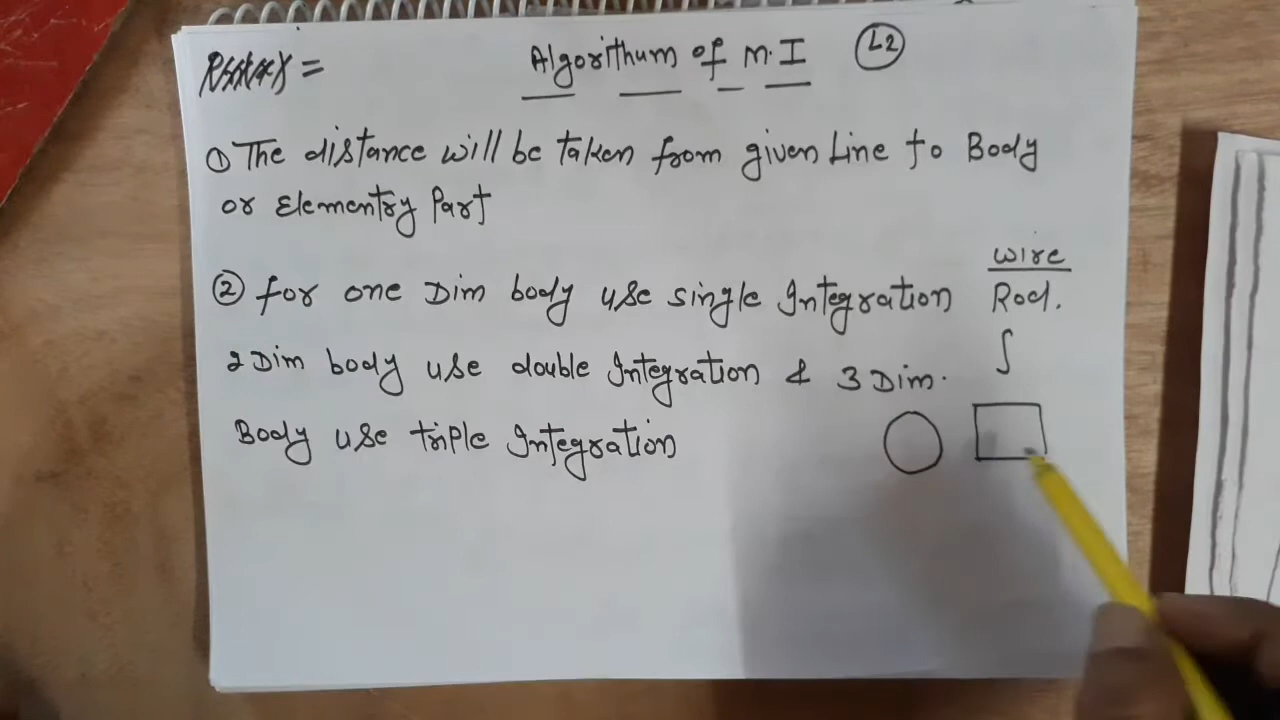 Algorithum of M.I L2
① The distance will be taken from given Line to Body
or Elementry Part
② for one Dim body use single Integration
wire
Rod.
2 Dim body use double Integration & 3 Dim.
∫
Body use triple Integration